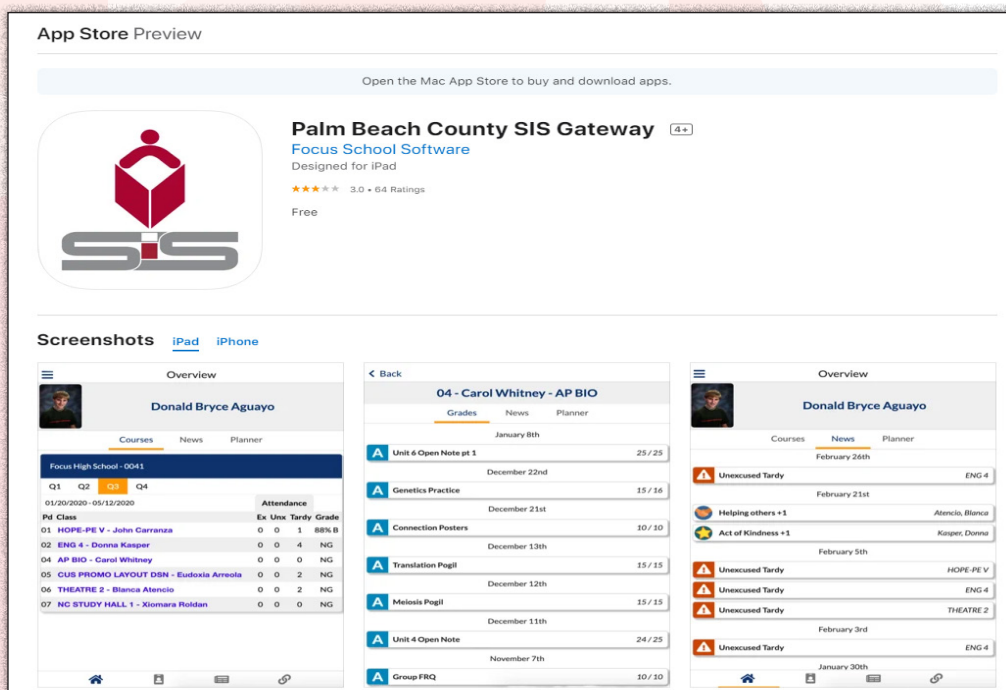 App Store Preview
Open the Mac App Store to buy and download apps.
SIS
Palm Beach County SIS Gateway 4+
Focus School Software
Designed for iPad
3.0 • 64 Ratings
Free
Screenshots iPad iPhone
Overview
Donald Bryce Aguayo
Courses News Planner
Focus High School - 0041
Q1 Q2 Q3 Q4
01/20/2020 - 05/12/2020 Attendance
Pd Class Ex Unx Tardy Grade
01 HOPE-PE V - John Carranza 0 0 1 88% B
02 ENG 4 - Donna Kasper 0 0 4 NG
04 AP BIO - Carol Whitney 0 0 0 NG
05 CUS PROMO LAYOUT DSN - Eudoxia Arreola 0 0 2 NG
06 THEATRE 2 - Blanca Atencio 0 0 2 NG
07 NC STUDY HALL 1 - Xiomara Roldan 0 0 0 NG
Back
04 - Carol Whitney - AP BIO
Grades News Planner
January 8th
A Unit 6 Open Note pt 1 25 / 25
December 22nd
A Genetics Practice 15 / 16
December 21st
A Connection Posters 10 / 10
December 13th
A Translation Pogil 15 / 15
December 12th
A Meiosis Pogil 15 / 15
December 11th
A Unit 4 Open Note 24 / 25
November 7th
A Group FRQ 10 / 10
Overview
Donald Bryce Aguayo
Courses News Planner
February 26th
Unexcused Tardy ENG 4
February 21st
Helping others +1 Atencio, Blanca
Act of Kindness +1 Kasper, Donna
February 5th
Unexcused Tardy HOPE-PE V
Unexcused Tardy ENG 4
Unexcused Tardy THEATRE 2
February 3rd
Unexcused Tardy ENG 4
January 30th